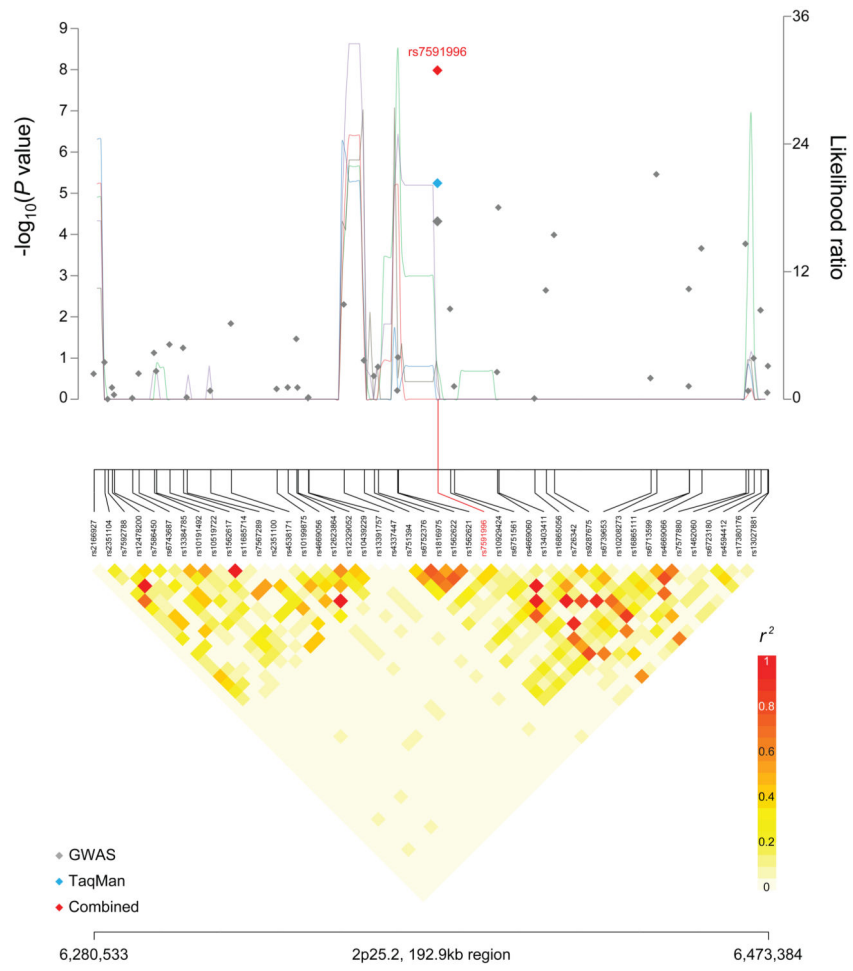 9
8
7
6
5
4
3
2
1
0
-log10(P value)
36
24
12
0
Likelihood ratio
rs7591996
rs2166927
rs2351104
rs7592788
rs12478200
rs7586450
rs6743687
rs13384785
rs10191492
rs10519722
rs1562617
rs11685714
rs7567289
rs2351100
rs4538171
rs10199875
rs4669056
rs12623864
rs12329052
rs10439229
rs13391757
rs4337447
rs751394
rs6752376
rs1816975
rs1562622
rs1562621
rs7591996
rs10929424
rs6751561
rs4669060
rs13403411
rs16865056
rs726342
rs9287675
rs6739653
rs10208273
rs16865111
rs6713599
rs4669066
rs7577880
rs1462060
rs6723180
rs4594412
rs17380176
rs13027881
r2
1
0.8
0.6
0.4
0.2
0
GWAS
TaqMan
Combined
6,280,533
2p25.2, 192.9kb region
6,473,384